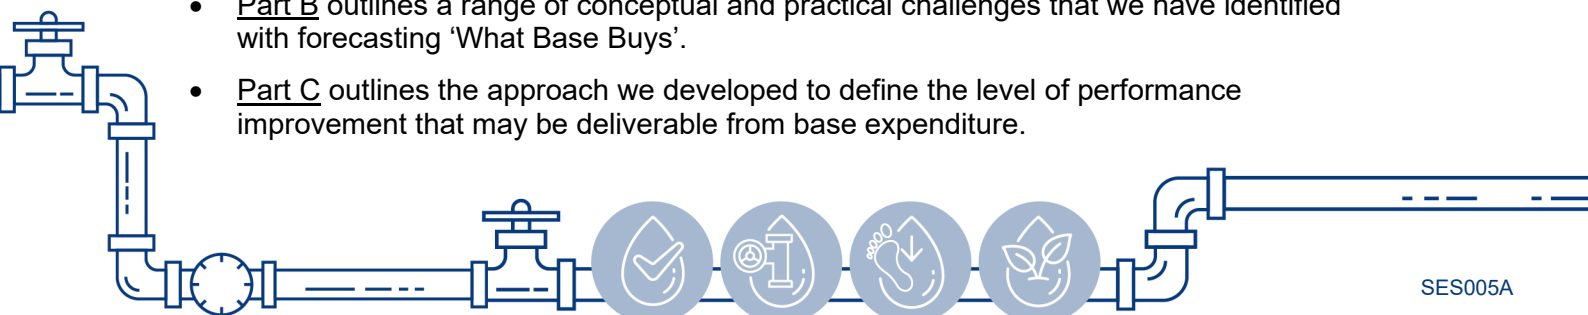 • Part B outlines a range of conceptual and practical challenges that we have identified
with forecasting ‘What Base Buys’.
• Part C outlines the approach we developed to define the level of performance
improvement that may be deliverable from base expenditure.
SES005A